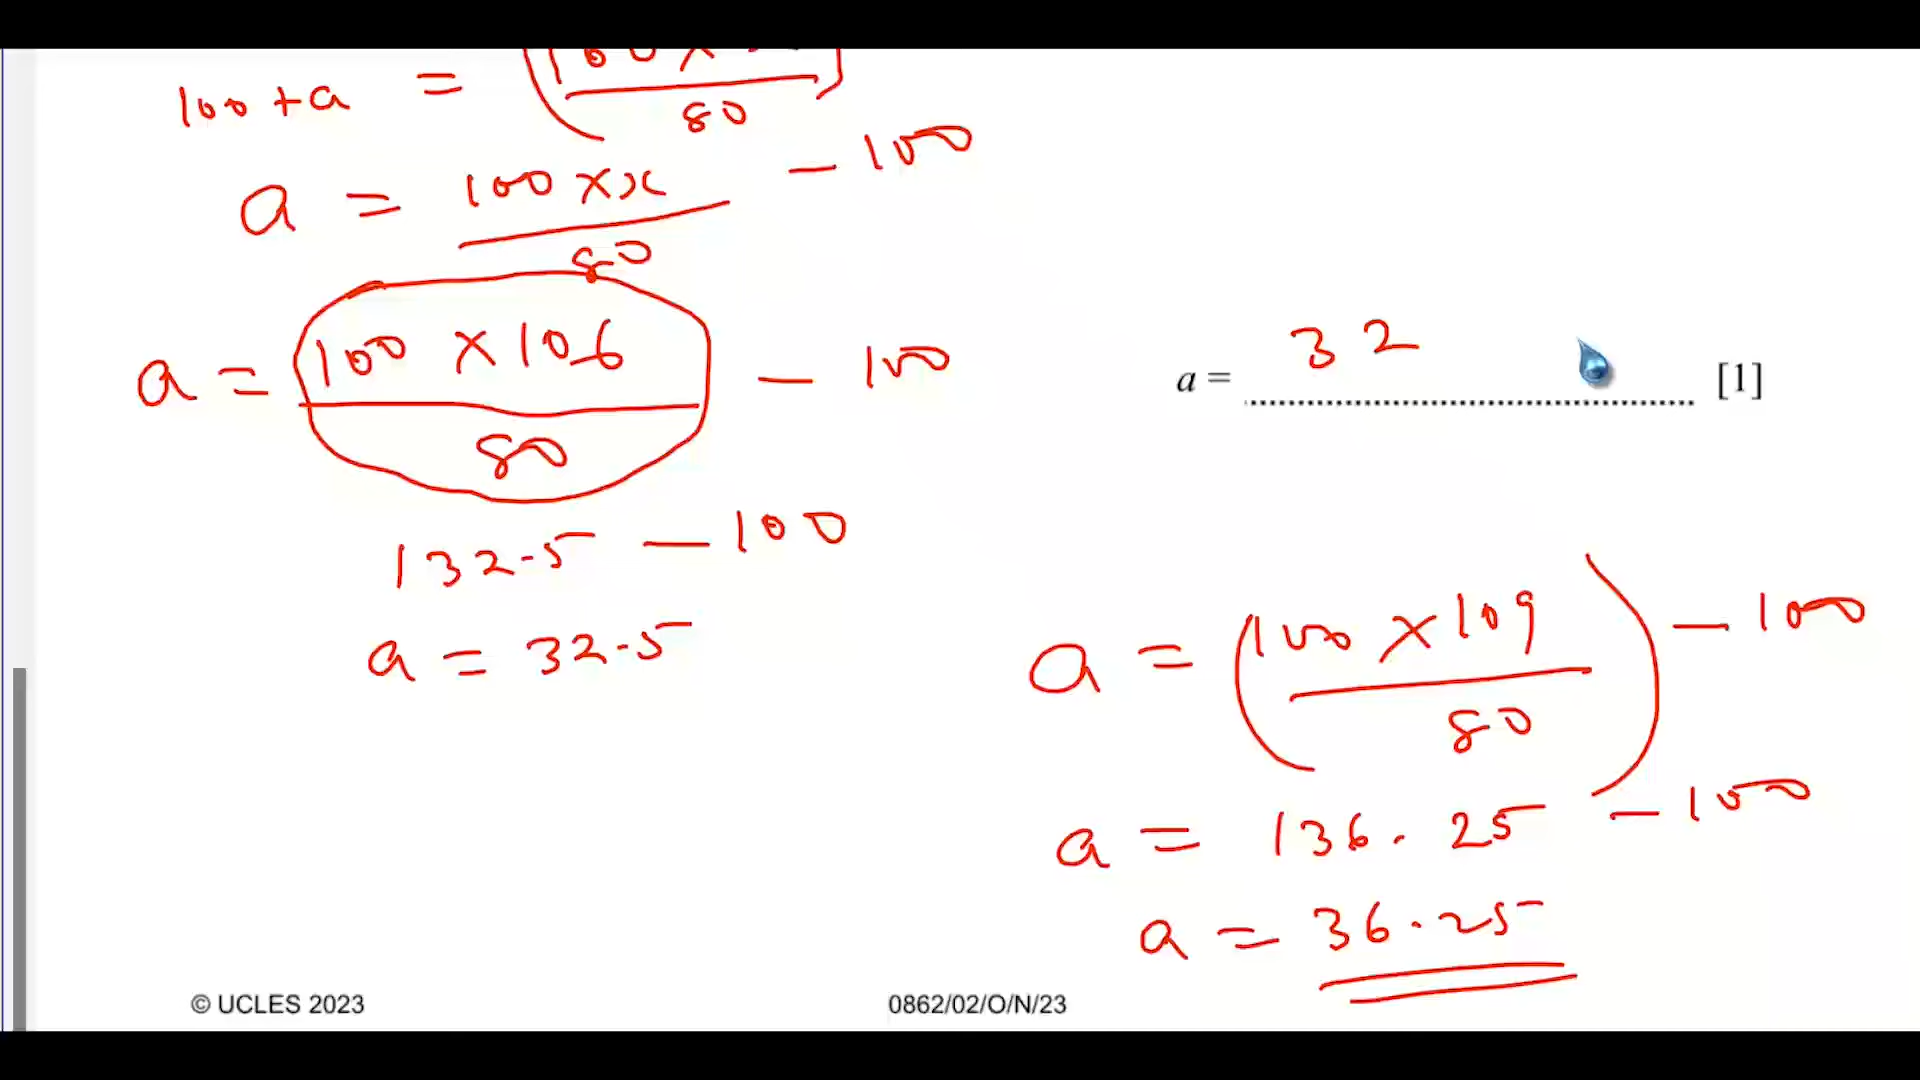 100 + a = (100 x
80
a = 100 × x - 100
80
a = 100 × 106 - 100
80
132.5 - 100
a = 32.5
a = 32 [1]
a = (100 × 109) - 100
80
a = 136.25 - 100
a = 36.25
© UCLES 2023
0862/02/O/N/23